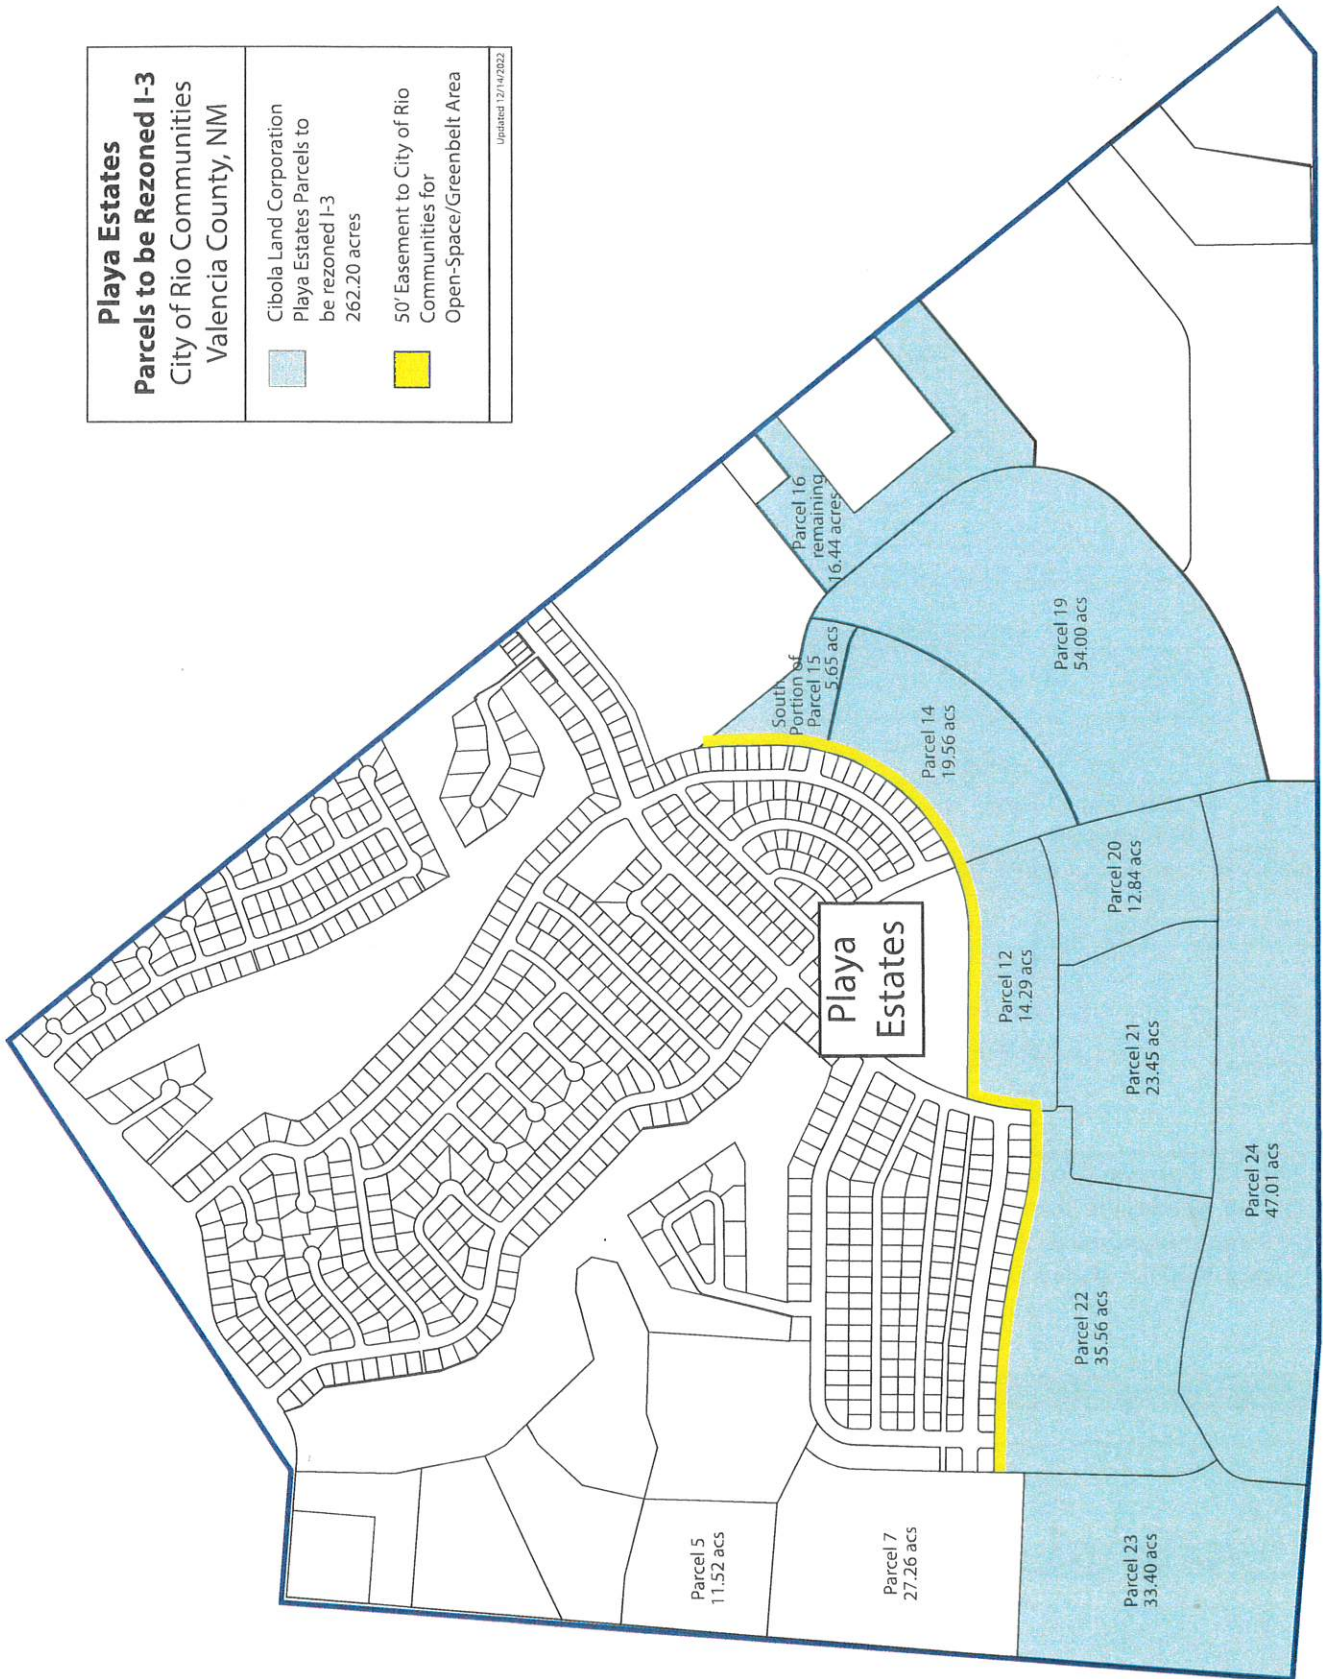 Playa Estates
Parcels to be Rezoned I-3
City of Rio Communities
Valencia County, NM
Cibola Land Corporation
Playa Estates Parcels to
be rezoned I-3
262.20 acres
50' Easement to City of Rio
Communities for
Open-Space/Greenbelt Area
Updated 12/14/2022
Parcel 16
remaining
16.44 acres
South
Portion of
Parcel 15
5.65 acs
Parcel 19
54.00 acs
Parcel 14
19.56 acs
Playa
Estates
Parcel 12
14.29 acs
Parcel 20
12.84 acs
Parcel 21
23.45 acs
Parcel 24
47.01 acs
Parcel 22
35.56 acs
Parcel 5
11.52 acs
Parcel 7
27.26 acs
Parcel 23
33.40 acs